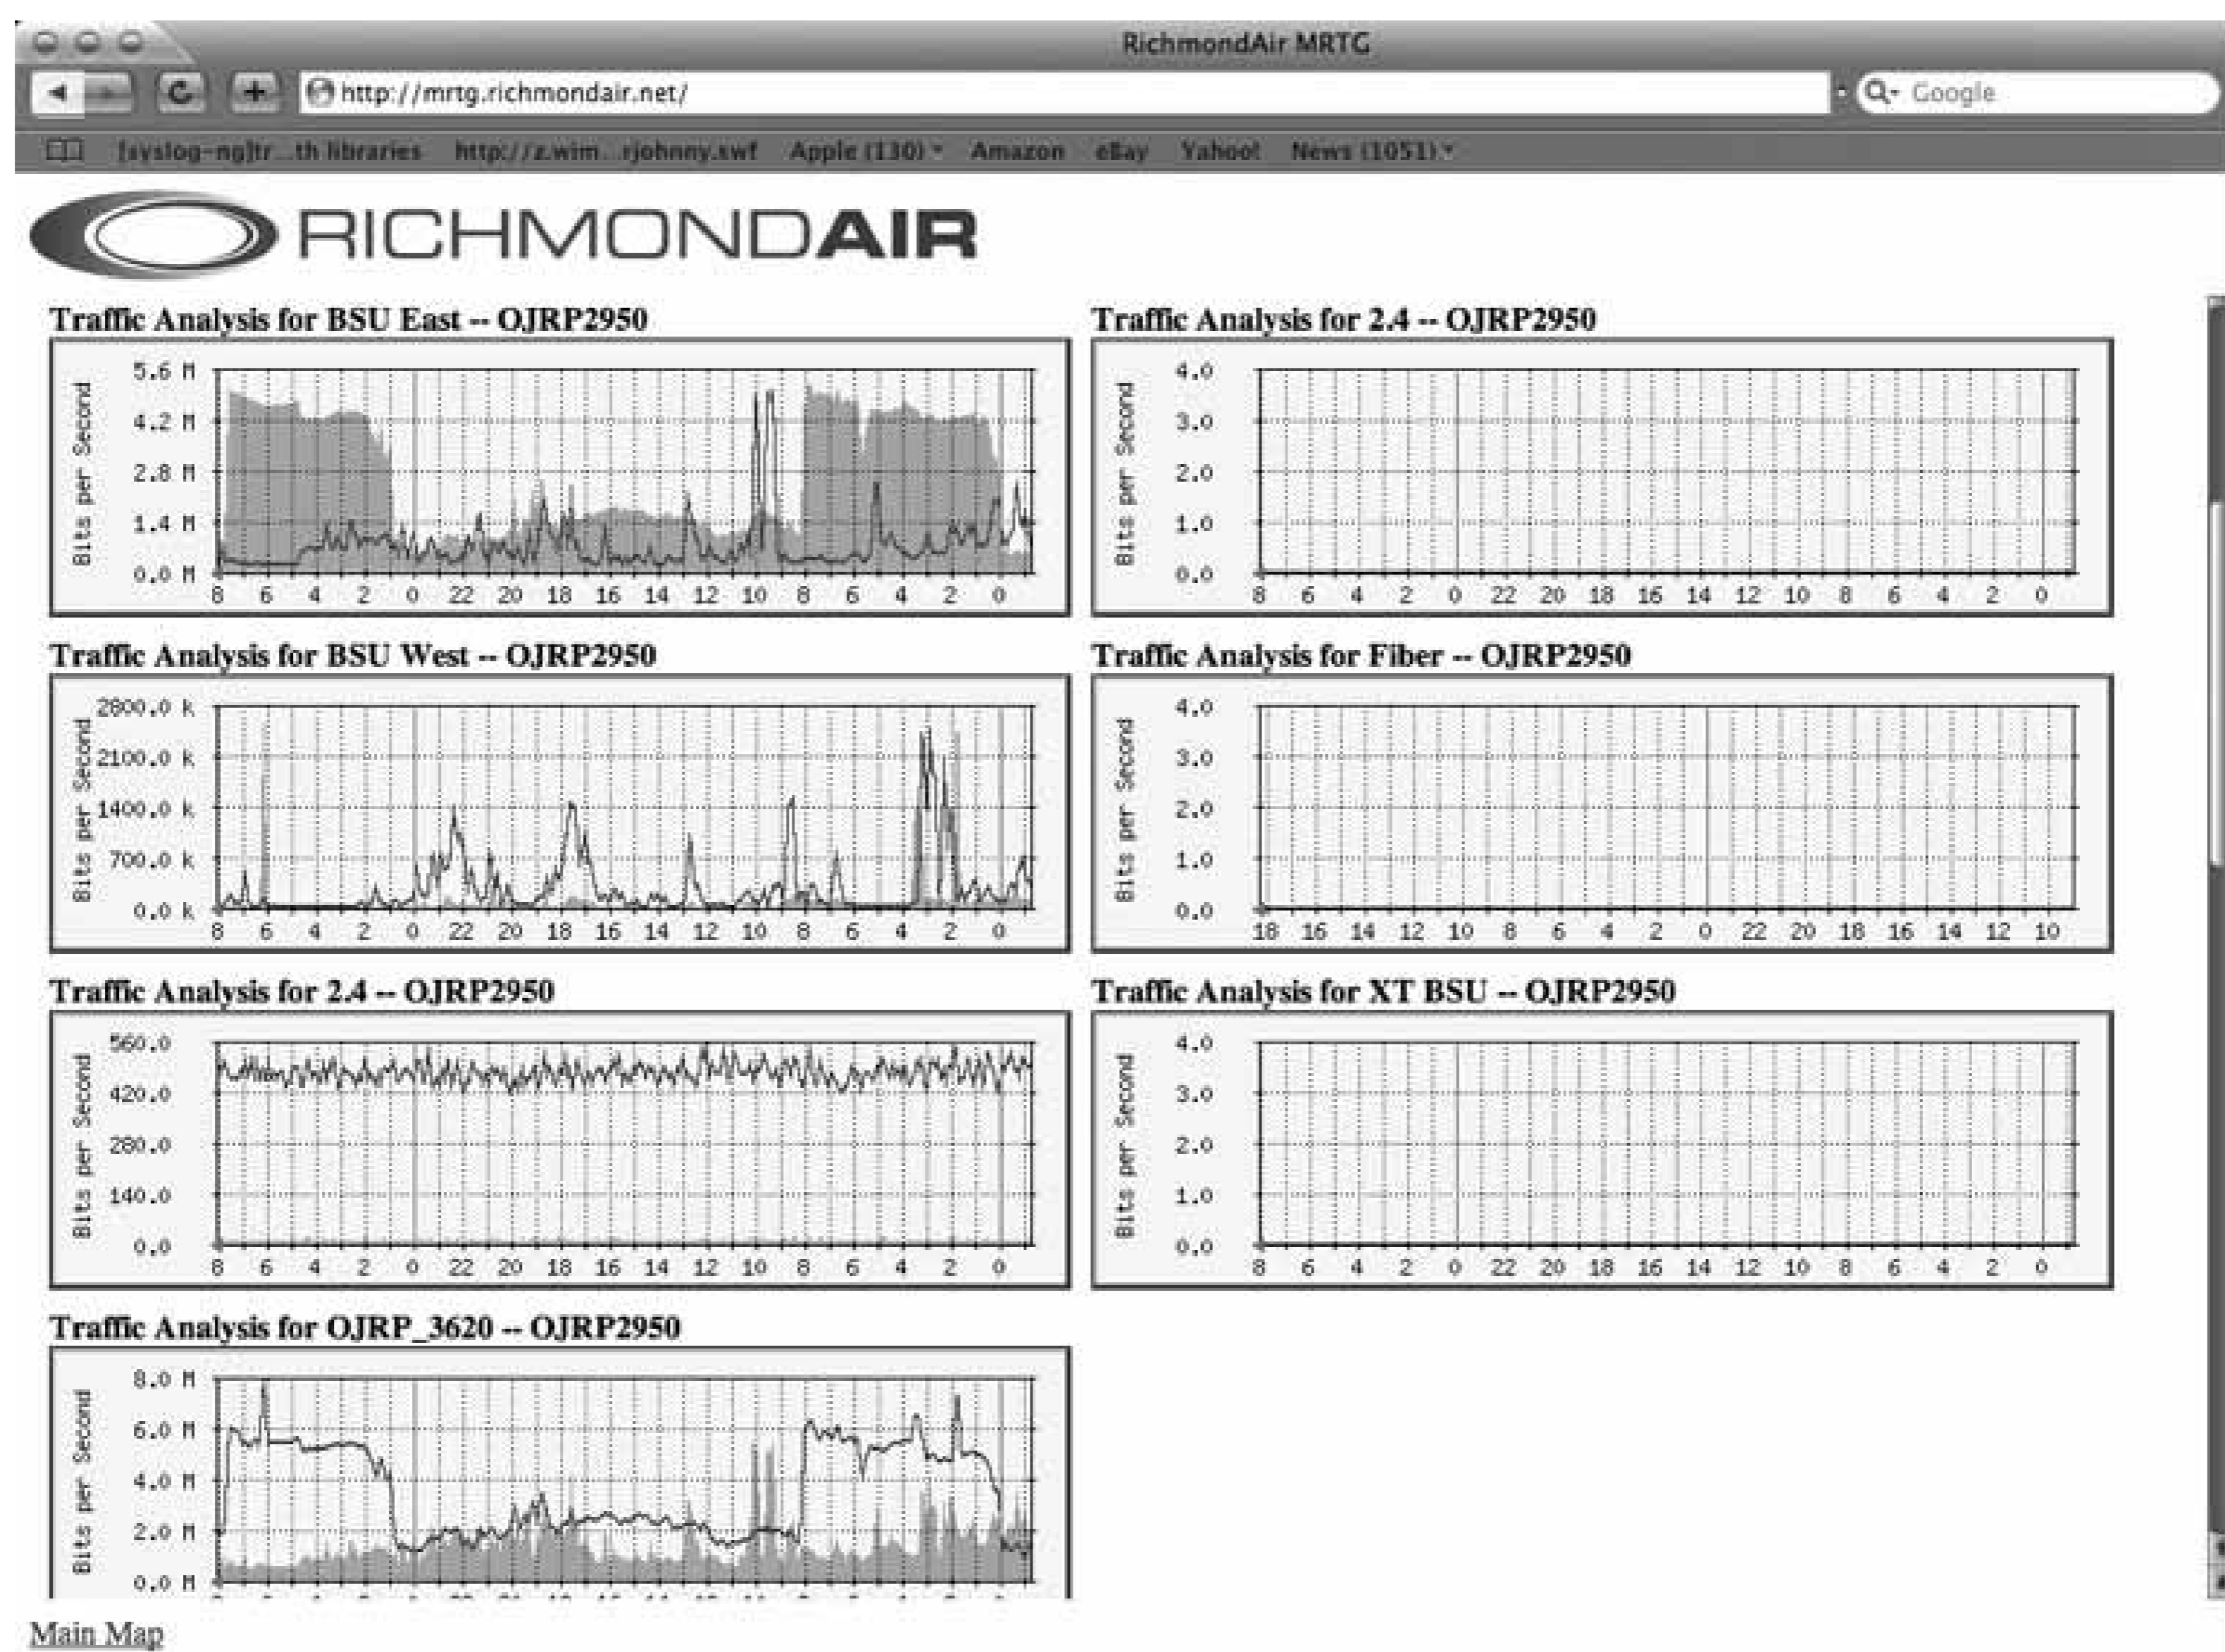 RichmondAir MRTG
http://mrtg.richmondair.net/
Google
[syslog-ng]tr...th libraries http://z.wim...rjohnny.swf Apple (130) Amazon eBay Yahoo! News (1051)
RICHMONDAIR
Traffic Analysis for BSU East -- OJRP2950
Bits per Second
5.6 M
4.2 M
2.8 M
1.4 M
0.0 M
8 6 4 2 0 22 20 18 16 14 12 10 8 6 4 2 0
Traffic Analysis for 2.4 -- OJRP2950
Bits per Second
4.0
3.0
2.0
1.0
0.0
8 6 4 2 0 22 20 18 16 14 12 10 8 6 4 2 0
Traffic Analysis for BSU West -- OJRP2950
Bits per Second
2800.0 k
2100.0 k
1400.0 k
700.0 k
0.0 k
8 6 4 2 0 22 20 18 16 14 12 10 8 6 4 2 0
Traffic Analysis for Fiber -- OJRP2950
Bits per Second
4.0
3.0
2.0
1.0
0.0
18 16 14 12 10 8 6 4 2 0 22 20 18 16 14 12 10
Traffic Analysis for 2.4 -- OJRP2950
Bits per Second
560.0
420.0
280.0
140.0
0.0
8 6 4 2 0 22 20 18 16 14 12 10 8 6 4 2 0
Traffic Analysis for XT BSU -- OJRP2950
Bits per Second
4.0
3.0
2.0
1.0
0.0
8 6 4 2 0 22 20 18 16 14 12 10 8 6 4 2 0
Traffic Analysis for OJRP_3620 -- OJRP2950
Bits per Second
8.0 M
6.0 M
4.0 M
2.0 M
0.0 M
Main Map